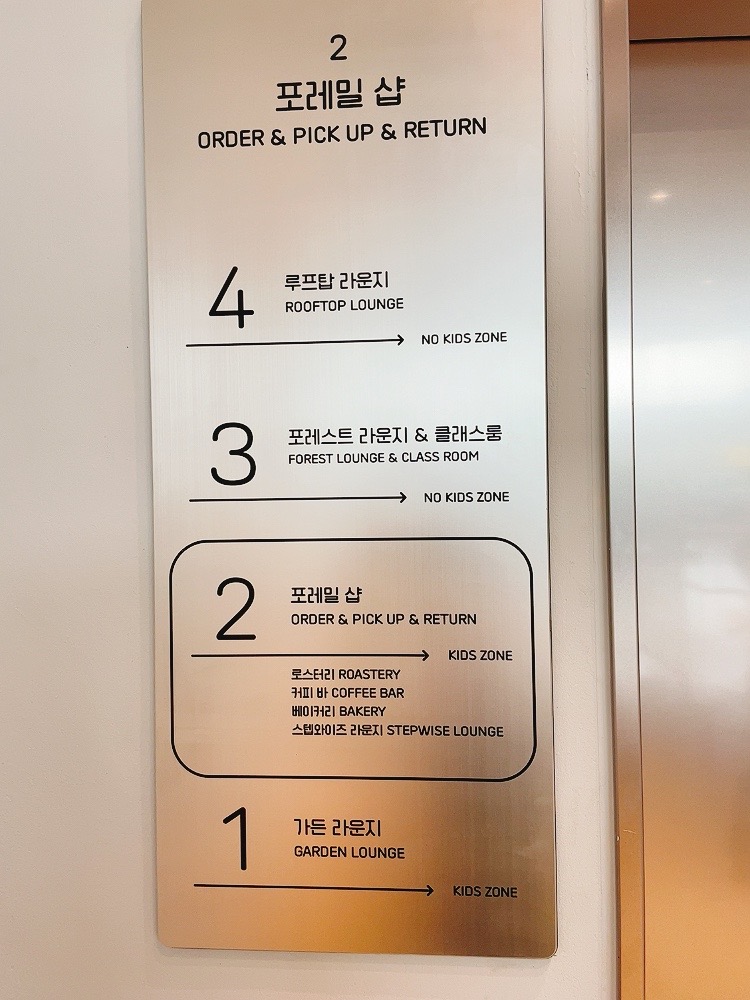 2
포레밀 샵
ORDER & PICK UP & RETURN
4 루프탑 라운지
ROOFTOP LOUNGE
NO KIDS ZONE
3 포레스트 라운지 & 클래스룸
FOREST LOUNGE & CLASS ROOM
NO KIDS ZONE
2 포레밀 샵
ORDER & PICK UP & RETURN
KIDS ZONE
로스터리 ROASTERY
커피 바 COFFEE BAR
베이커리 BAKERY
스텝와이즈 라운지 STEPWISE LOUNGE
1 가든 라운지
GARDEN LOUNGE
KIDS ZONE